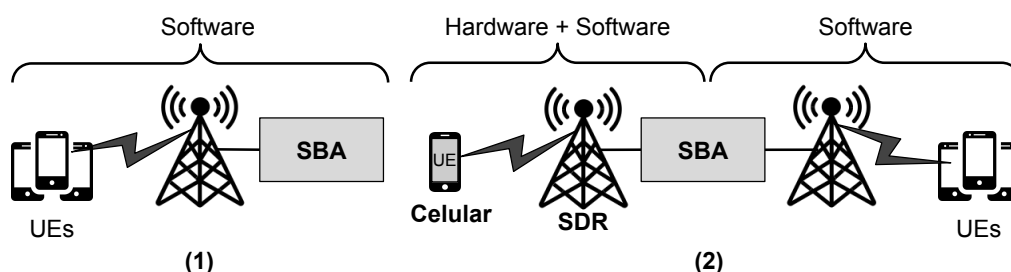 Software
Hardware + Software
Software
SBA
UE
SBA
Celular
SDR
UEs
UEs
(1)
(2)